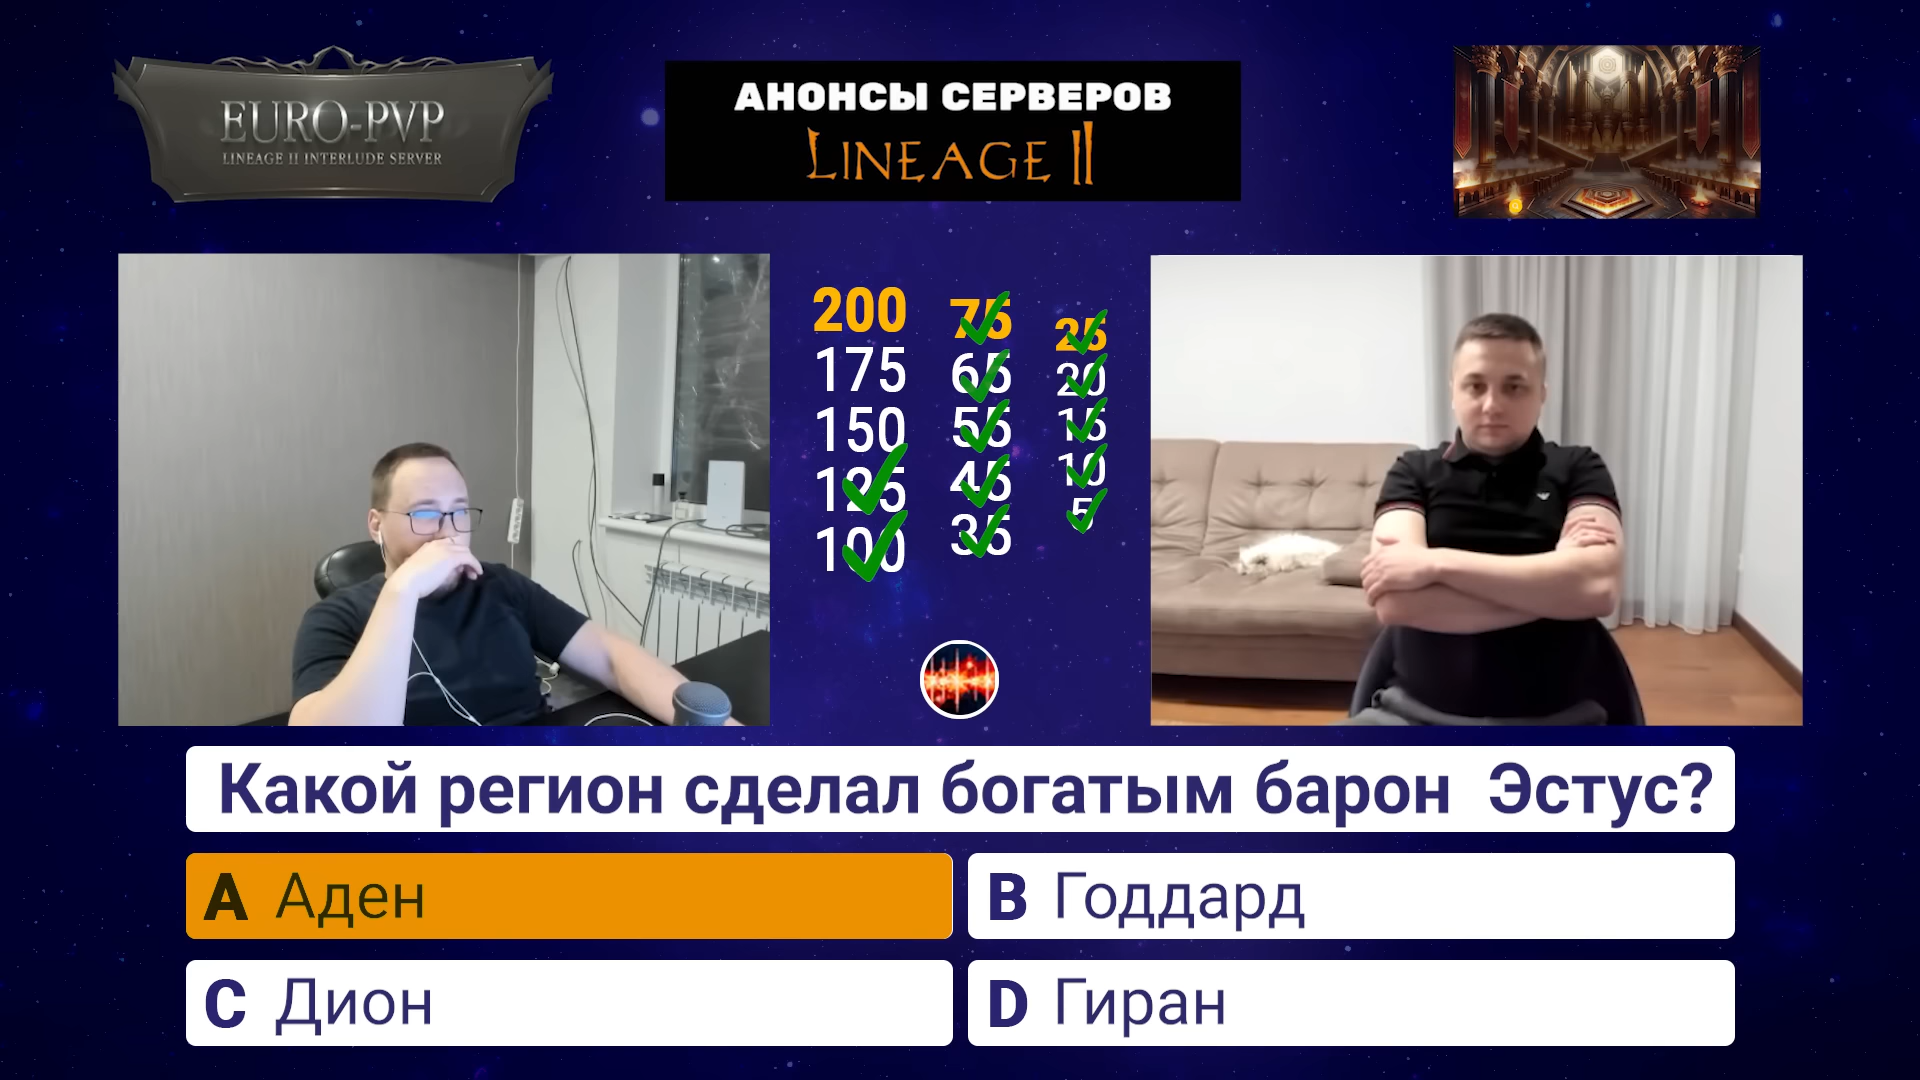 EURO-PVP
LINEAGE II INTERLUDE SERVER
АНОНСЫ СЕРВЕРОВ
LINEAGE II
200
175
150
125
100
75
65
55
45
35
25
20
15
10
5
Какой регион сделал богатым барон Эстус?
A Аден
B Годдард
C Дион
D Гиран